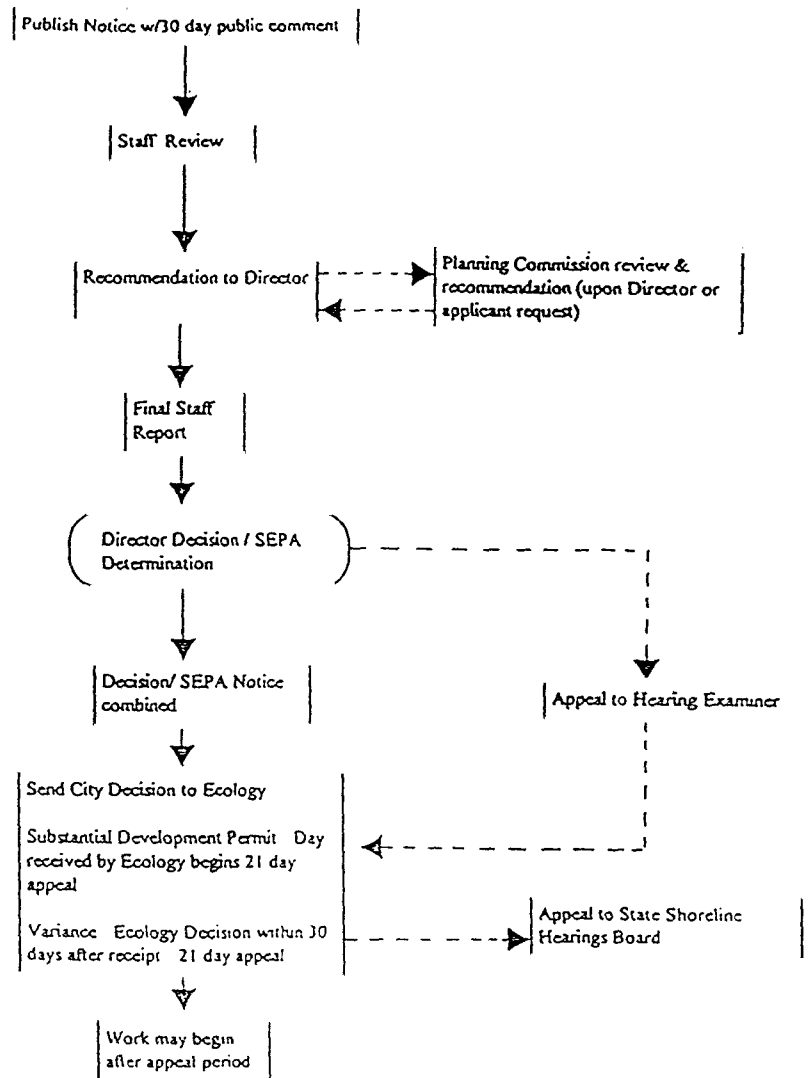 Publish Notice w/30 day public comment
Staff Review
Recommendation to Director
Planning Commission review &
recommendation (upon Director or
applicant request)
Final Staff
Report
Director Decision / SEPA
Determination
Decision/ SEPA Notice
combined
Appeal to Hearing Examiner
Send City Decision to Ecology
Substantial Development Permit Day
received by Ecology begins 21 day
appeal
Variance Ecology Decision within 30
days after receipt 21 day appeal
Appeal to State Shoreline
Hearings Board
Work may begin
after appeal period